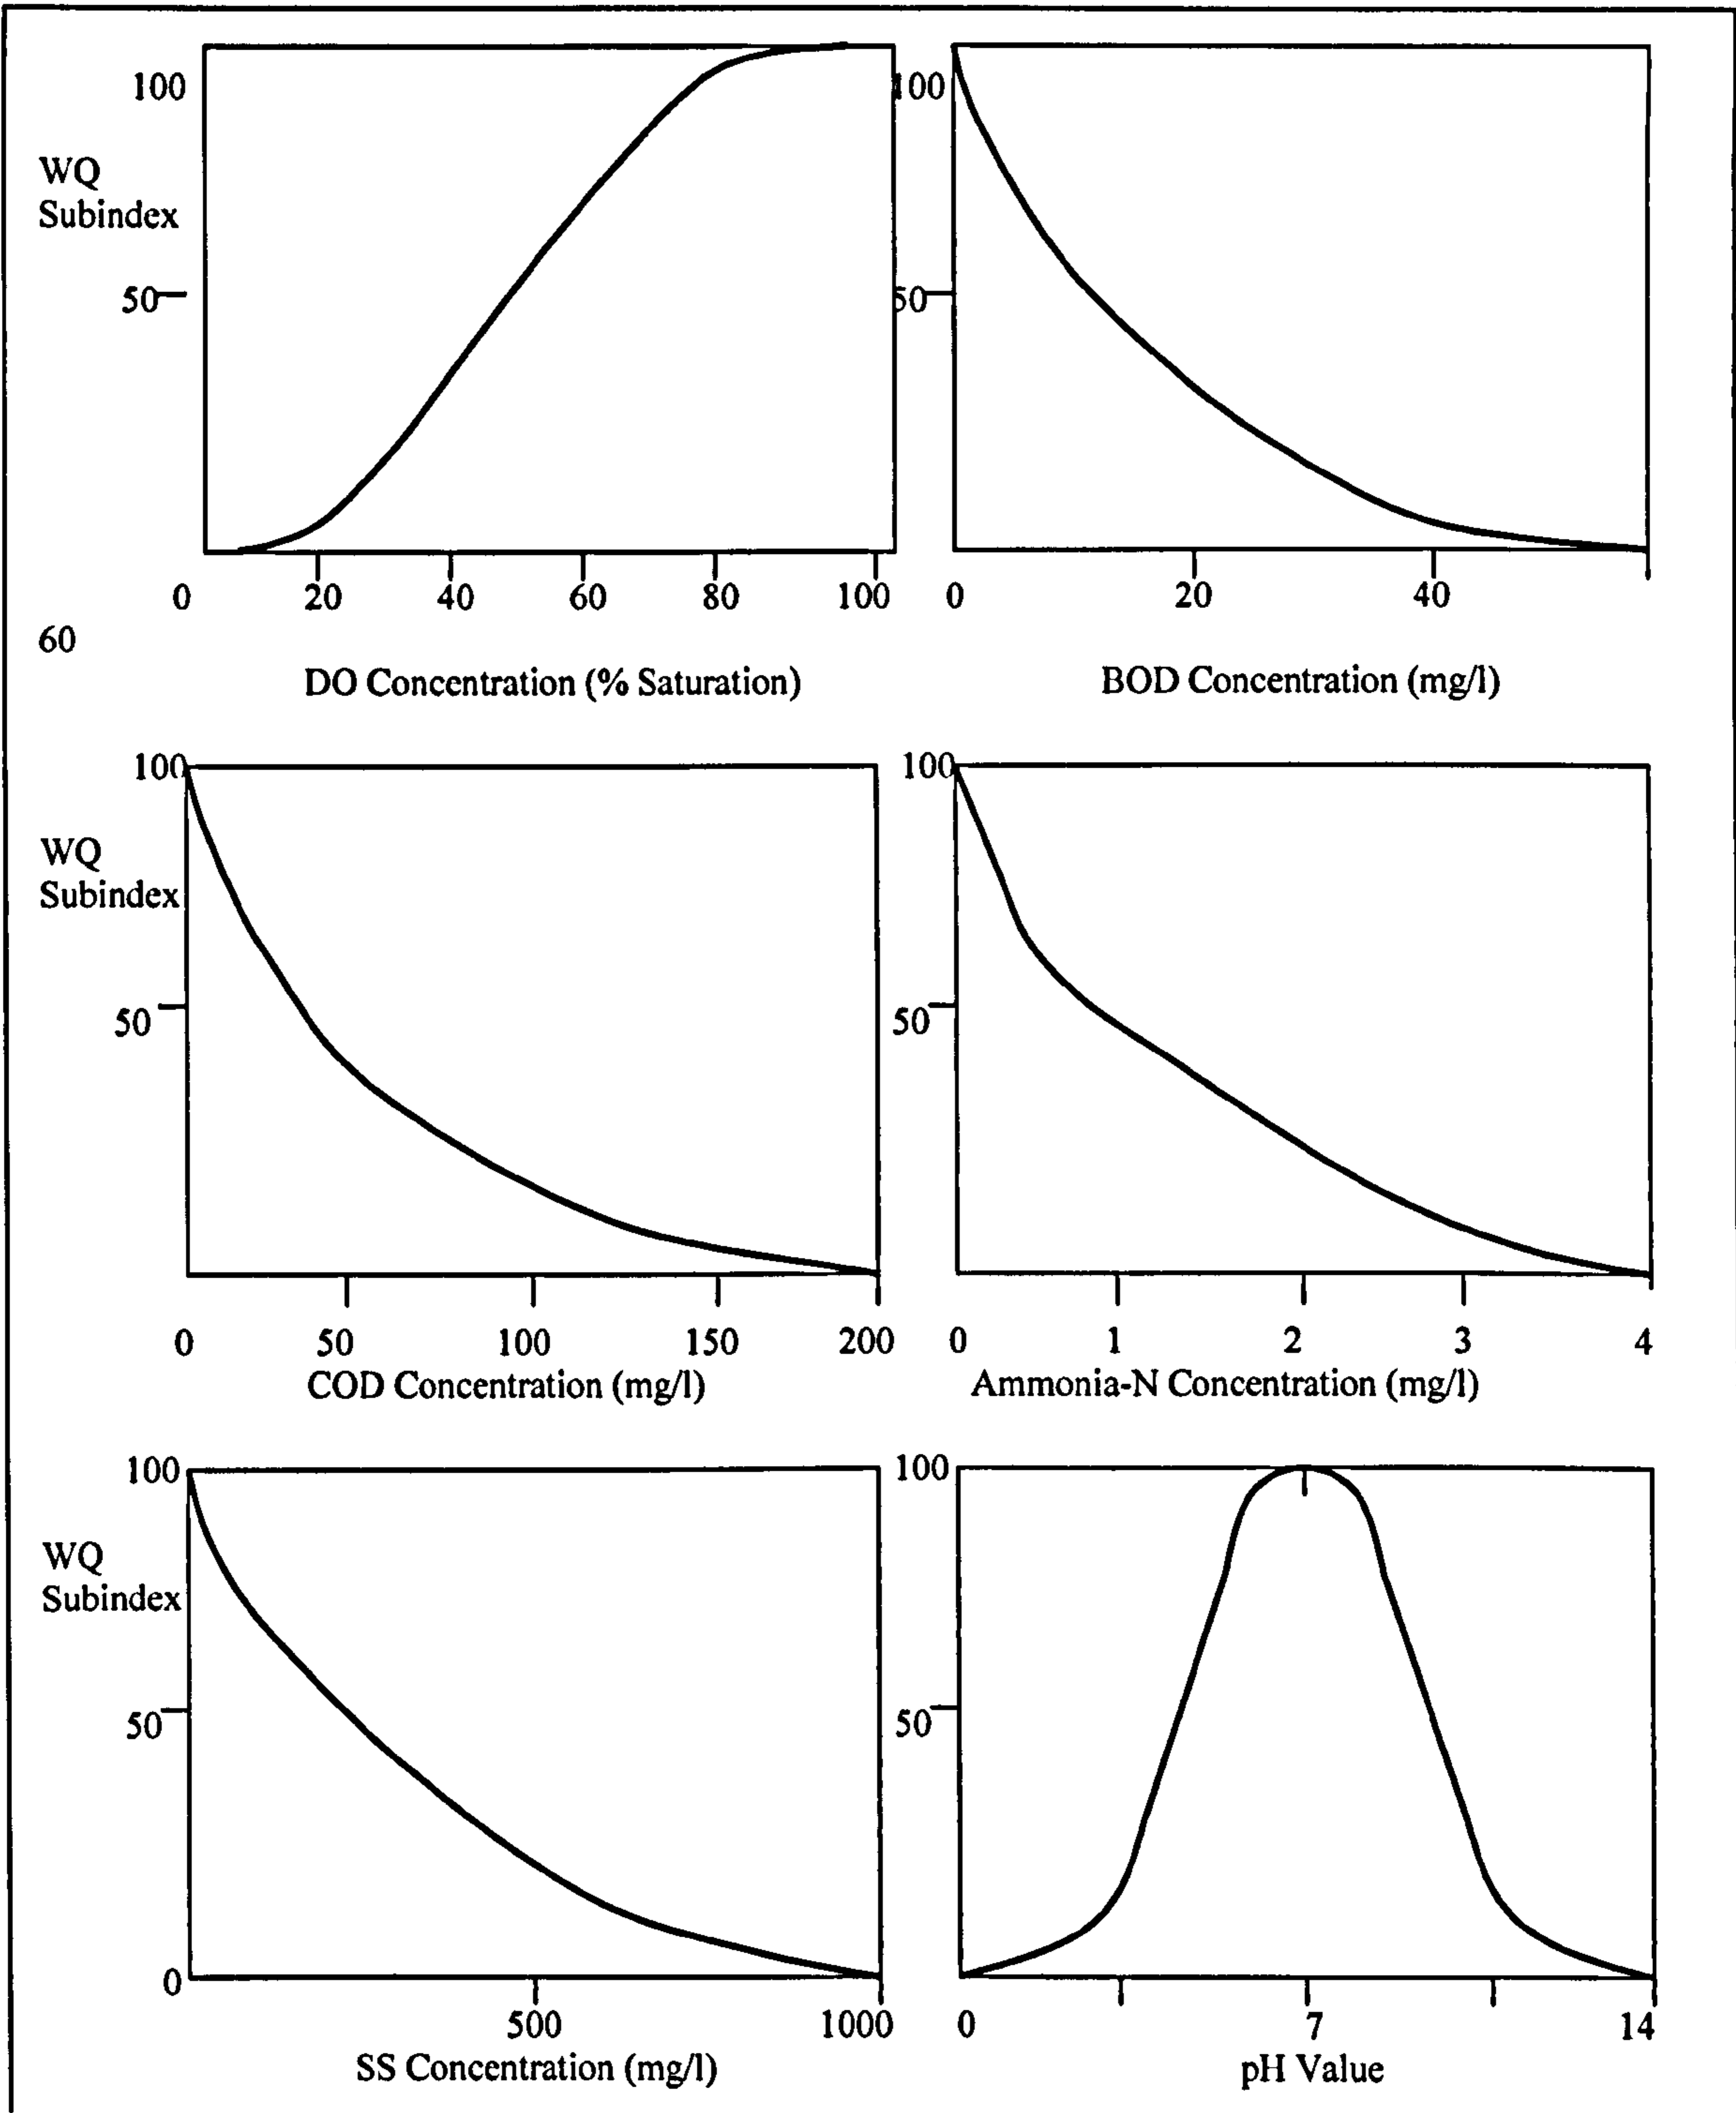 100
100
WQ
Subindex
50
50
0 20 40 60 80 100 0 20 40
60
DO Concentration (% Saturation) BOD Concentration (mg/l)
100
100
WQ
Subindex
50
50
0 50 100 150 200 0 1 2 3 4
COD Concentration (mg/l) Ammonia-N Concentration (mg/l)
100
100
WQ
Subindex
50
50
0
500 1000 0 7 14
SS Concentration (mg/l) pH Value